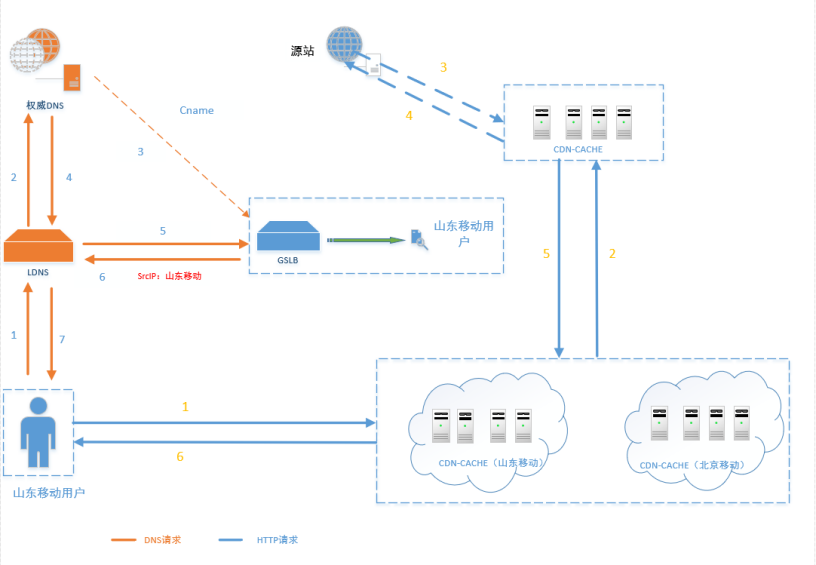 源站
3
4
权威DNS
Cname
3
CDN-CACHE
2
4
5
山东移动用
户
GSLB
5
2
LDNS
6
SrcIP：山东移动
1
7
1
6
CDN-CACHE（山东移动）
CDN-CACHE（北京移动）
山东移动用户
DNS请求
HTTP请求